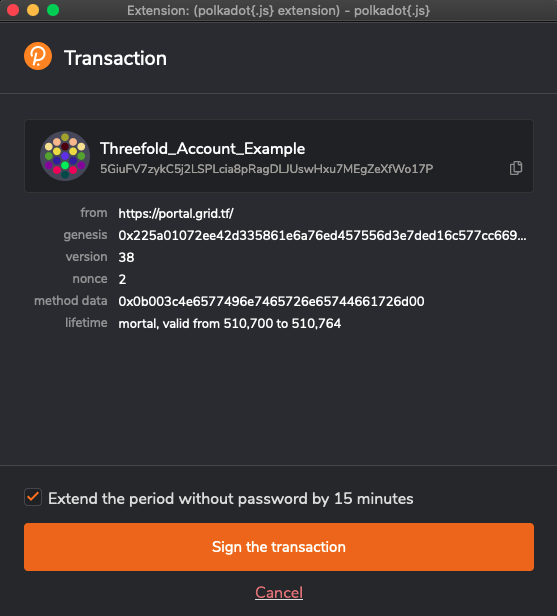 Extension: (polkadot{.js} extension) - polkadot{.js}
Transaction
Threefold_Account_Example
5GiuFV7zykC5j2LSPLcia8pRagDLJUswHxu7MEgZeXfWo17P
from https://portal.grid.tf/
genesis 0x225a01072ee42d335861e6a76ed457556d3e7ded16c577cc669...
version 38
nonce 2
method data 0x0b003c4e6577496e7465726e65744661726d00
lifetime mortal, valid from 510,700 to 510,764
Extend the period without password by 15 minutes
Sign the transaction
Cancel